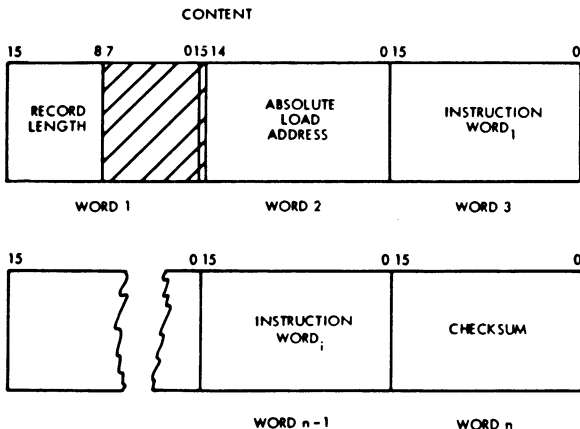 CONTENT
15 8 7 0 15 14 0 15 0
RECORD LENGTH
ABSOLUTE LOAD ADDRESS
INSTRUCTION WORD1
WORD 1 WORD 2 WORD 3
15 0 15 0 15 0
INSTRUCTION WORDi
CHECKSUM
WORD n-1 WORD n